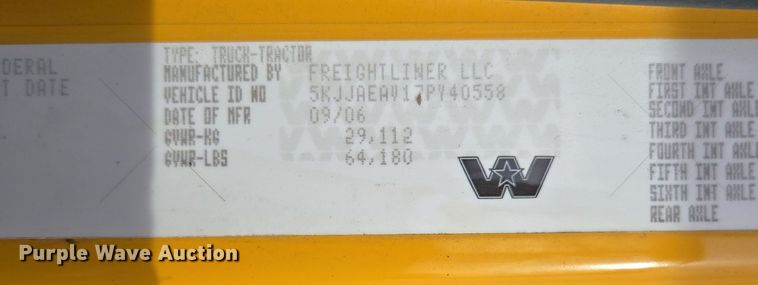 DERAL
T DATE
TYPE: TRUCK-TRACTOR
MANUFACTURED BY FREIGHTLINER LLC
VEHICLE ID NO 5KJJAEAV17PY40558
DATE OF MFR 09/06
GVWR-KG 29,112
GVWR-LBS 64,180
FRONT AXLE
FIRST INT AXLE
SECOND INT AXLE
THIRD INT AXLE
FOURTH INT AXLE
FIFTH INT AXLE
SIXTH INT AXLE
REAR AXLE
Purple Wave Auction